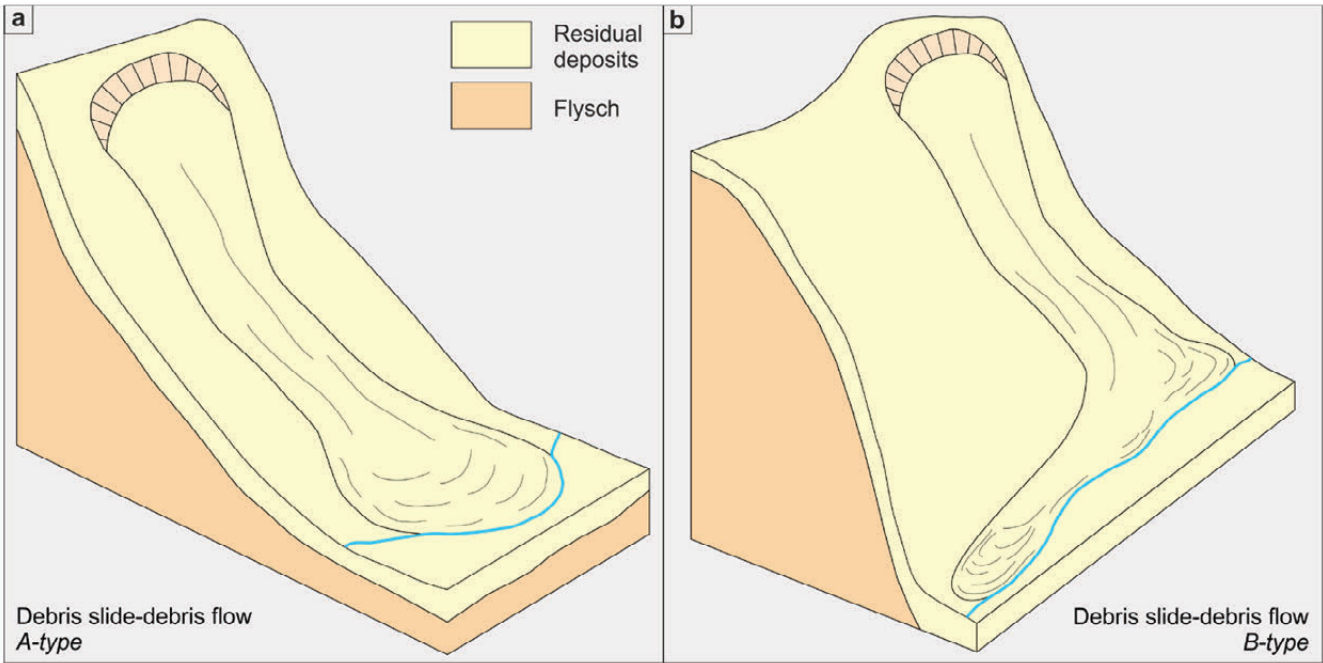 a
Residual
deposits
Flysch
Debris slide-debris flow
A-type
b
Debris slide-debris flow
B-type